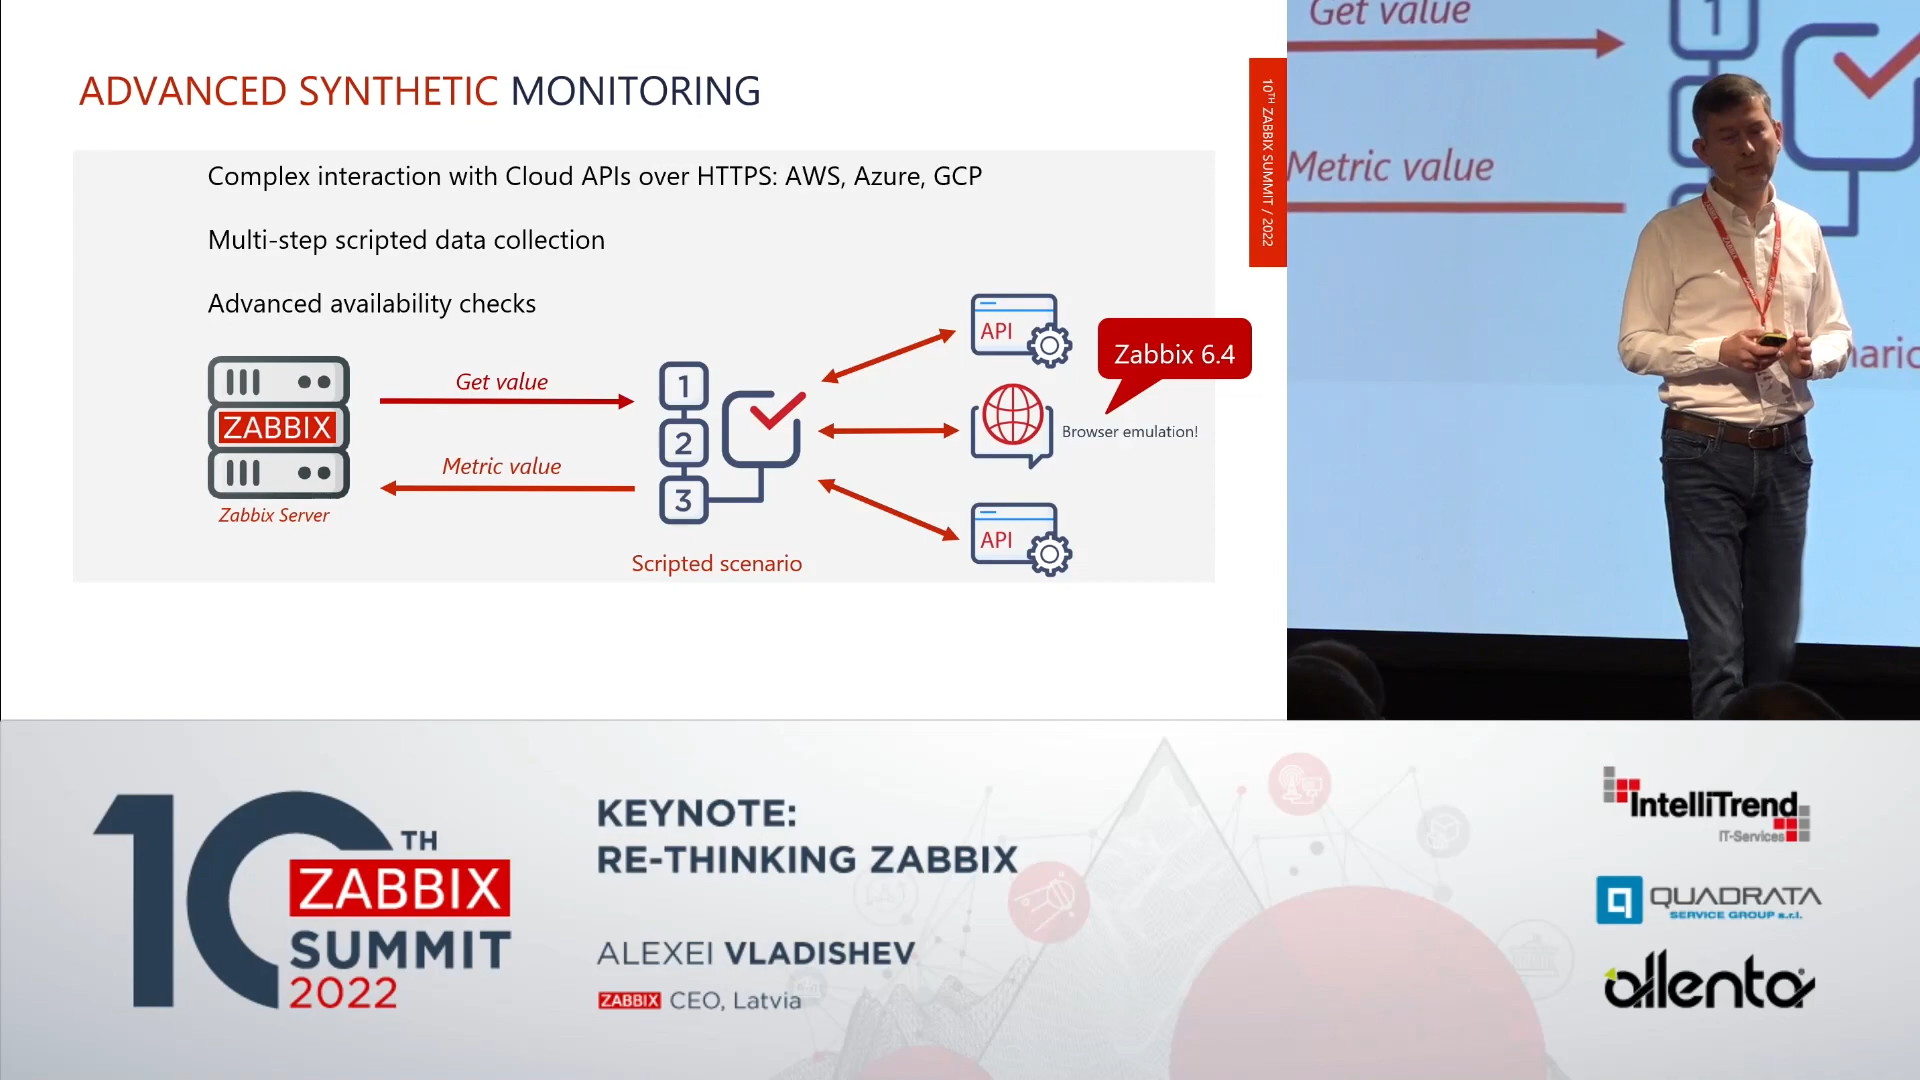 ADVANCED SYNTHETIC MONITORING
Complex interaction with Cloud APIs over HTTPS: AWS, Azure, GCP
Multi-step scripted data collection
Advanced availability checks
ZABBIX
Zabbix Server
Get value
Metric value
1
2
3
Scripted scenario
API
Zabbix 6.4
Browser emulation!
API
10TH ZABBIX SUMMIT / 2022
Get value
1
Metric value
nario
10TH
ZABBIX
SUMMIT
2022
KEYNOTE:
RE-THINKING ZABBIX
ALEXEI VLADISHEV
ZABBIX CEO, Latvia
IntelliTrend
IT-Services
QUADRATA
SERVICE GROUP s.r.l.
allenta